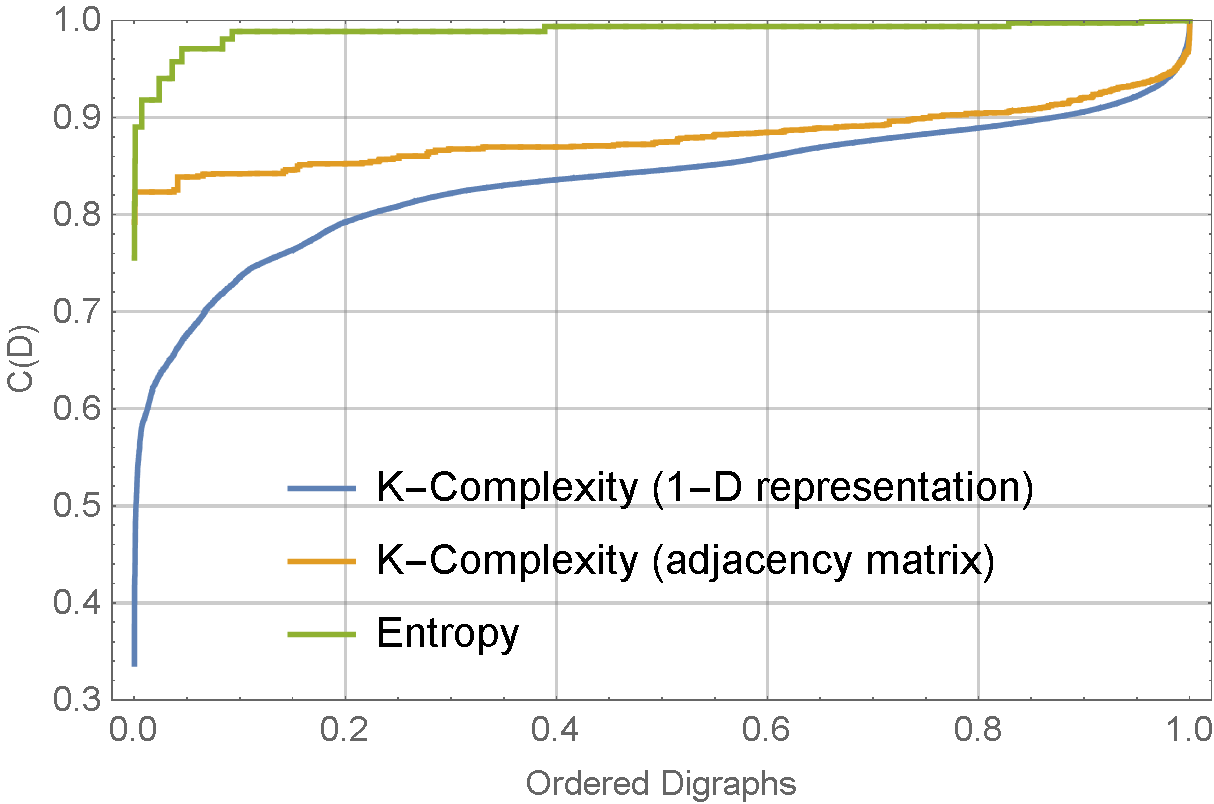 1.0
0.9
0.8
0.7
0.6
0.5
0.4
0.3
C(D)
K−Complexity (1−D representation)
K−Complexity (adjacency matrix)
Entropy
0.0 0.2 0.4 0.6 0.8 1.0
Ordered Digraphs